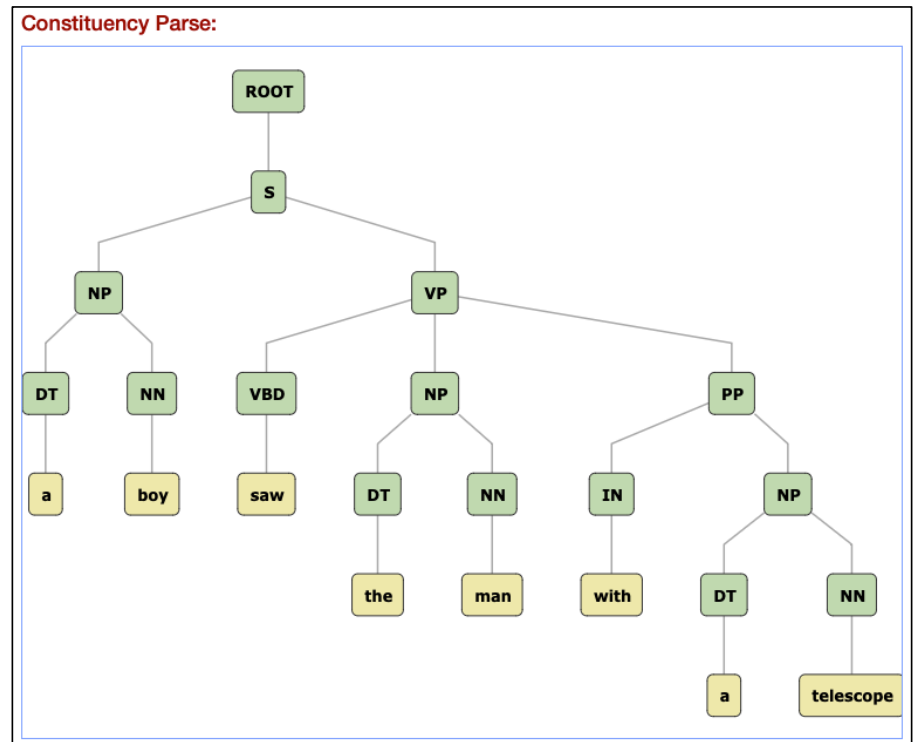 Constituency Parse:
ROOT
S
NP VP
DT NN VBD NP PP
a boy saw DT NN IN NP
the man with DT NN
a telescope